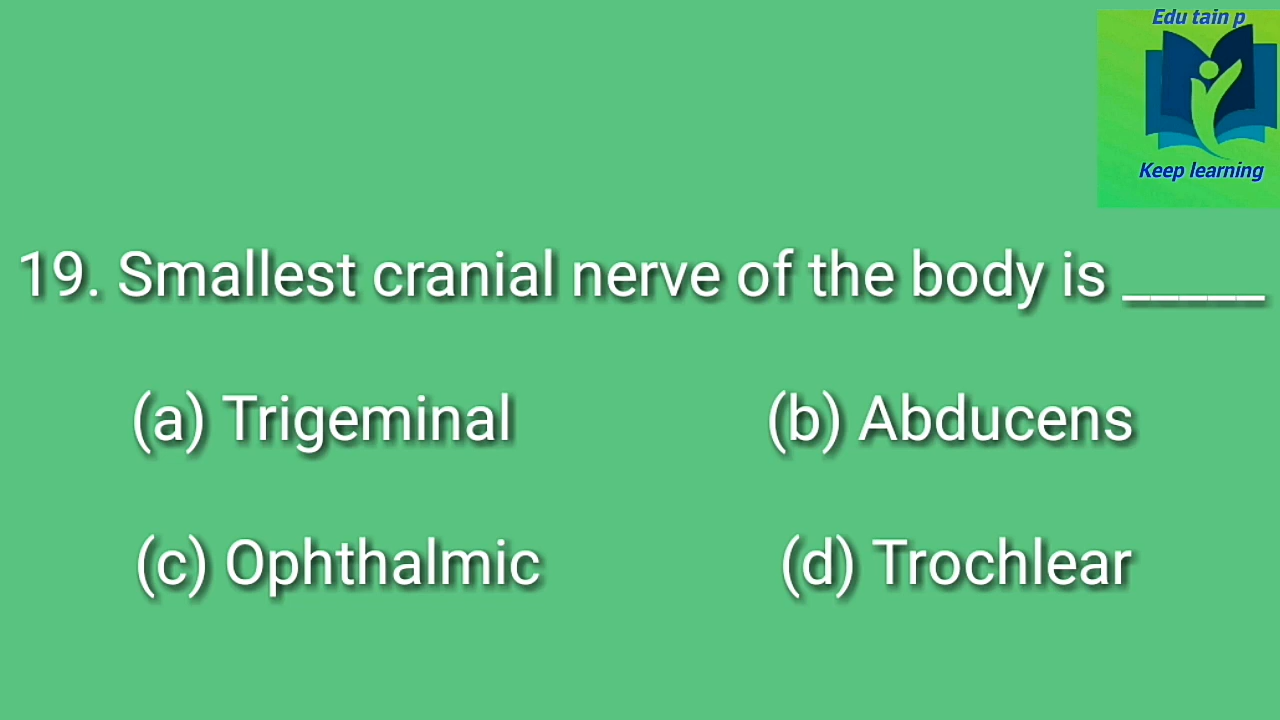 Edu tain p
Keep learning
19. Smallest cranial nerve of the body is _____
(a) Trigeminal (b) Abducens
(c) Ophthalmic (d) Trochlear